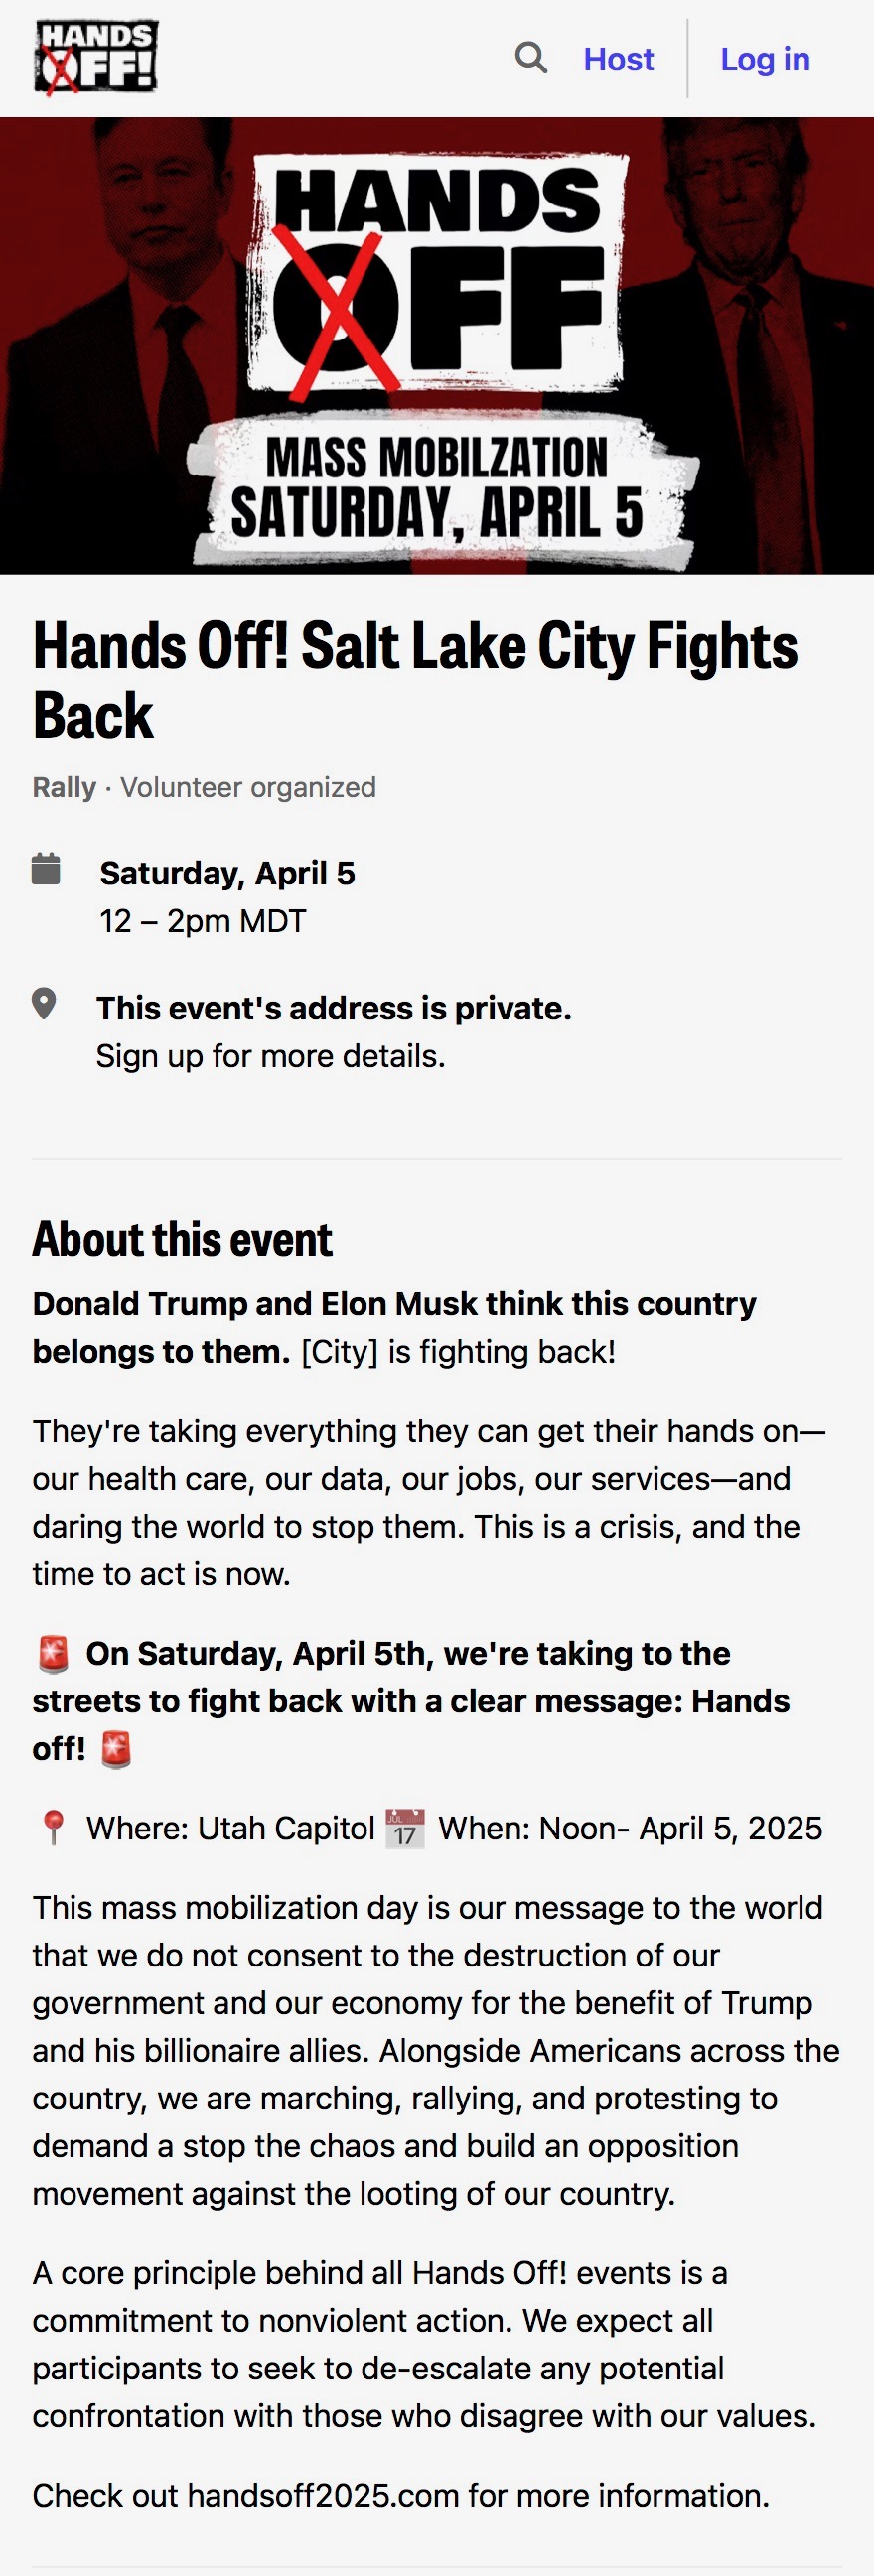 HANDS
OFF!
Host
Log in
HANDS
OFF
MASS MOBILZATION
SATURDAY, APRIL 5
Hands Off! Salt Lake City Fights
Back
Rally · Volunteer organized
Saturday, April 5
12 – 2pm MDT
This event's address is private.
Sign up for more details.
About this event
Donald Trump and Elon Musk think this country
belongs to them. [City] is fighting back!
They're taking everything they can get their hands on—
our health care, our data, our jobs, our services—and
daring the world to stop them. This is a crisis, and the
time to act is now.
🚨 On Saturday, April 5th, we're taking to the
streets to fight back with a clear message: Hands
off! 🚨
📍 Where: Utah Capitol 📅 When: Noon- April 5, 2025
This mass mobilization day is our message to the world
that we do not consent to the destruction of our
government and our economy for the benefit of Trump
and his billionaire allies. Alongside Americans across the
country, we are marching, rallying, and protesting to
demand a stop the chaos and build an opposition
movement against the looting of our country.
A core principle behind all Hands Off! events is a
commitment to nonviolent action. We expect all
participants to seek to de-escalate any potential
confrontation with those who disagree with our values.
Check out handsoff2025.com for more information.